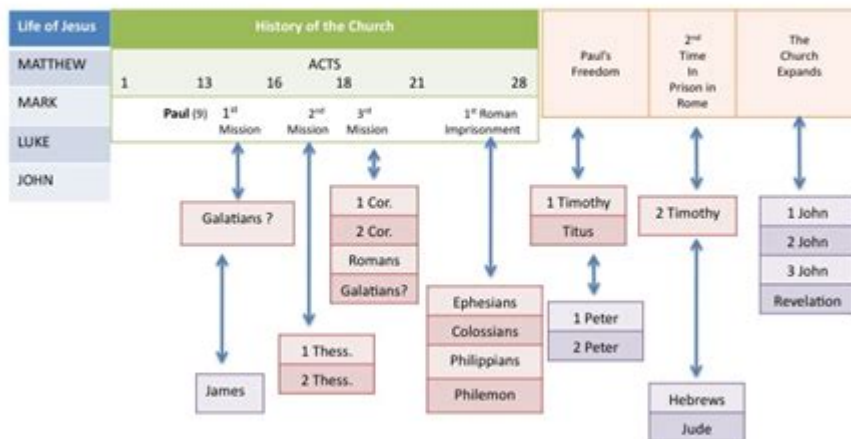 Life of Jesus
MATTHEW
MARK
LUKE
JOHN
History of the Church
ACTS
1 13 16 18 21 28
Paul (9)
1st
Mission
2nd
Mission
3rd
Mission
1st Roman
Imprisonment
Paul's
Freedom
2nd
Time
In
Prison in
Rome
The
Church
Expands
Galatians ?
James
1 Thess.
2 Thess.
1 Cor.
2 Cor.
Romans
Galatians?
Ephesians
Colossians
Philippians
Philemon
1 Timothy
Titus
1 Peter
2 Peter
2 Timothy
Hebrews
Jude
1 John
2 John
3 John
Revelation